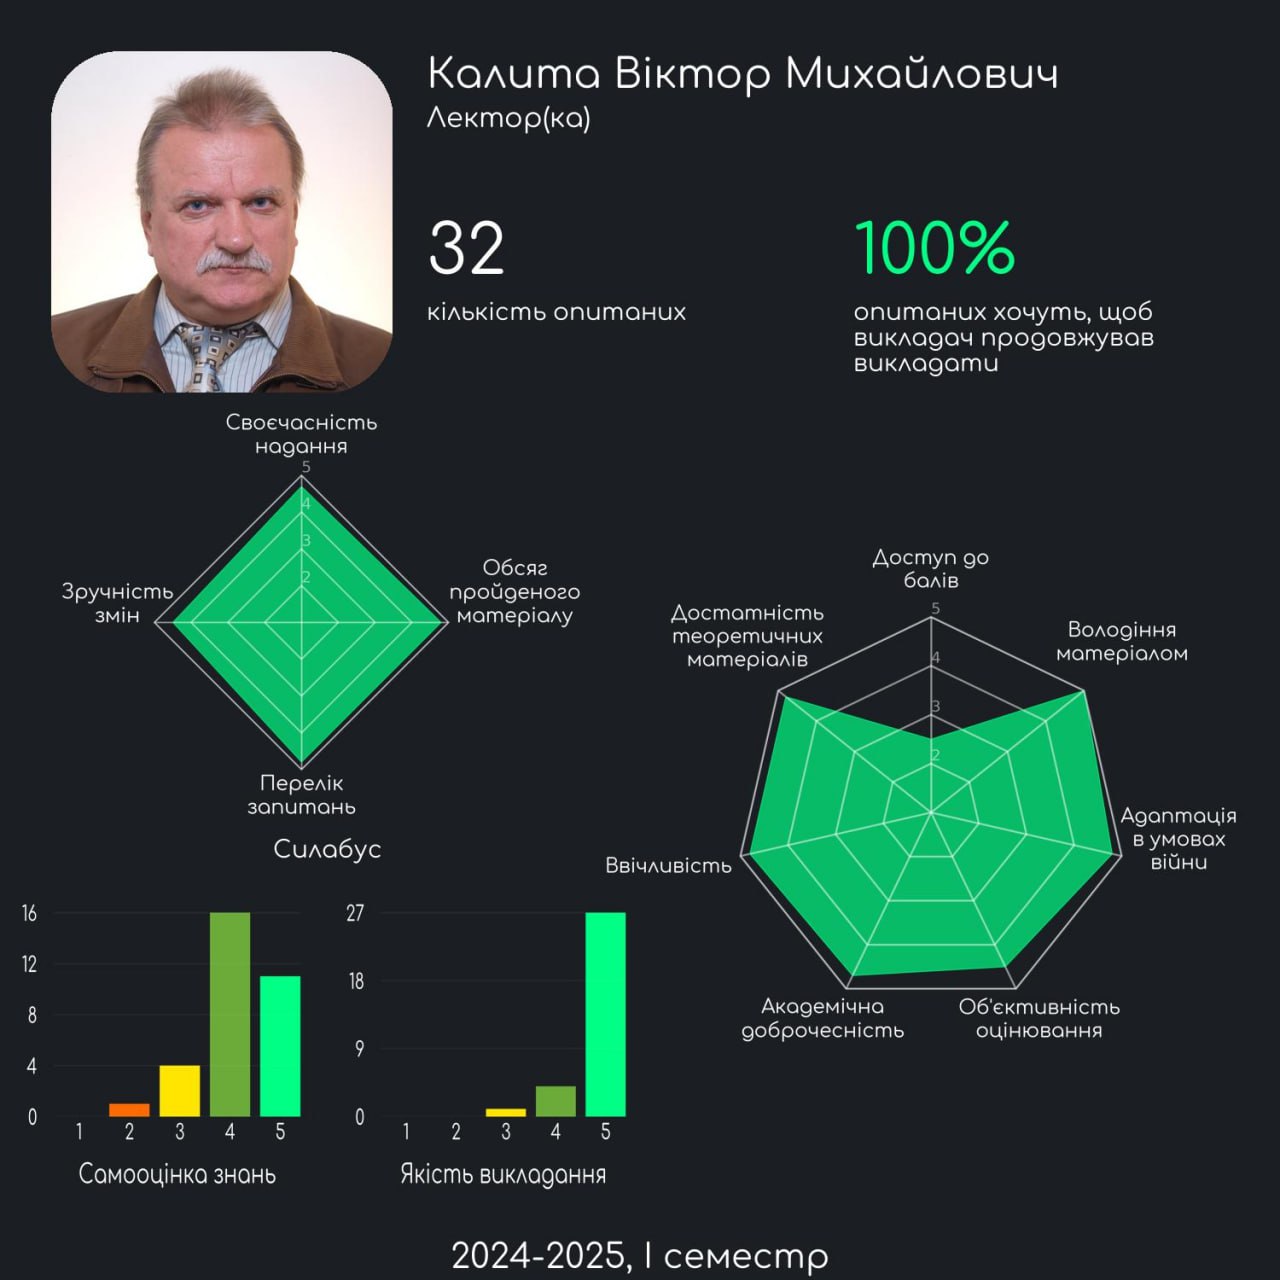 Калита Віктор Михайлович
Лектор(ка)
32
кількість опитаних
100%
опитаних хочуть, щоб
викладач продовжував
викладати
Своєчасність
надання
5
4
3
2
Обсяг
пройденого
матеріалу
Зручність
змін
Перелік
запитань
Силабус
Доступ до
балів
5
4
3
2
Достатність
теоретичних
матеріалів
Володіння
матеріалом
Адаптація
в умовах
війни
Ввічливість
Академічна
доброчесність
Об'єктивність
оцінювання
16
12
8
4
0
1 2 3 4 5
Самооцінка знань
27
18
9
0
1 2 3 4 5
Якість викладання
2024-2025, I семестр